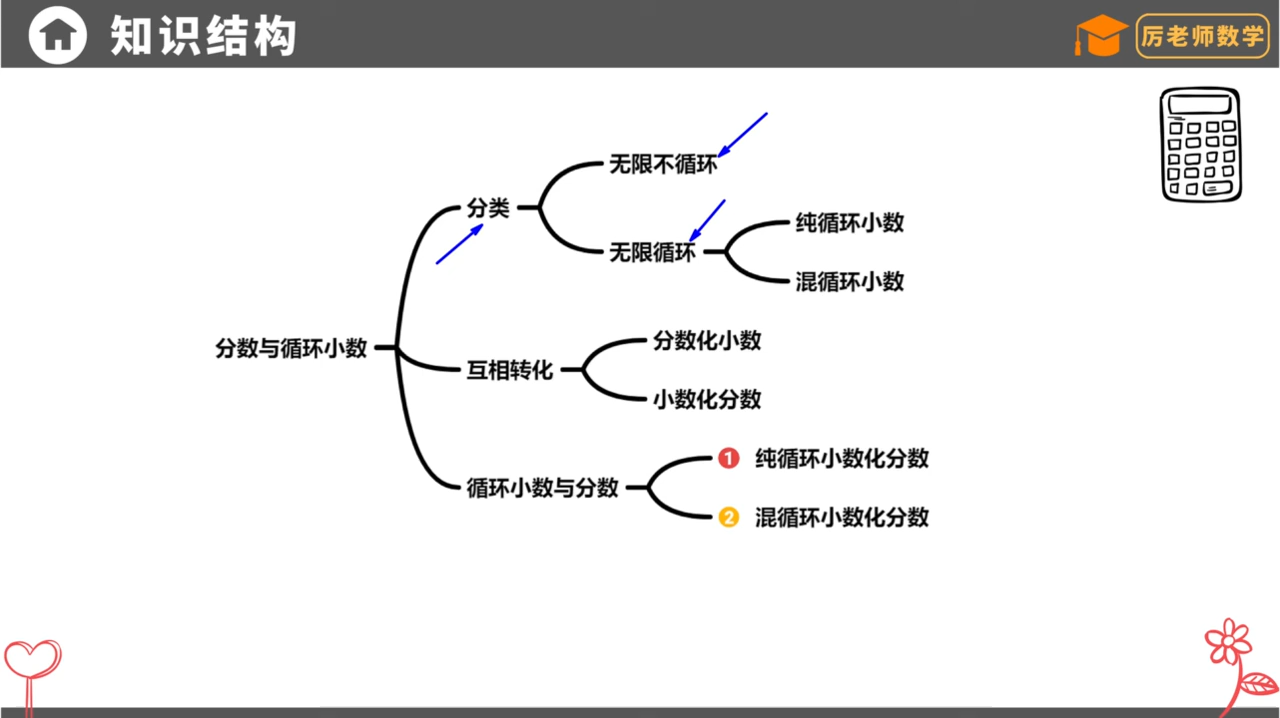 知识结构
厉老师数学
无限不循环
分类
纯循环小数
无限循环
混循环小数
分数化小数
分数与循环小数
互相转化
小数化分数
1 纯循环小数化分数
循环小数与分数
2 混循环小数化分数